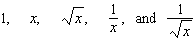 1, x, √x, 1/x, and 1/√x